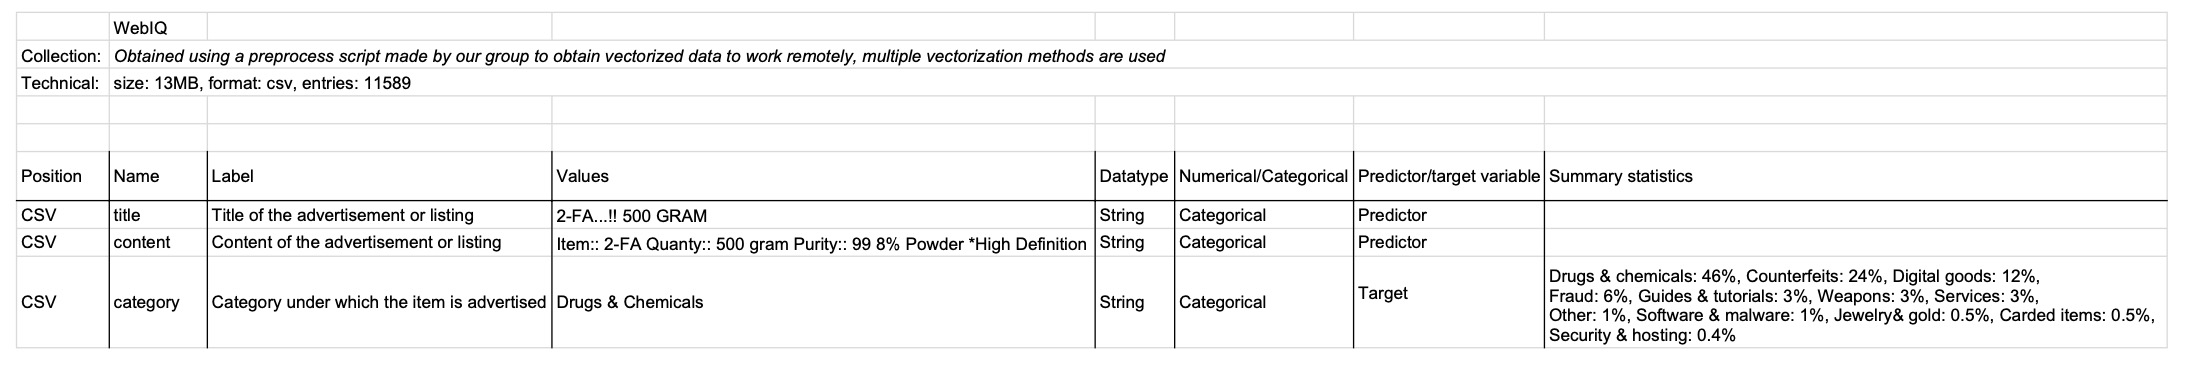 WebIQ
Collection: Obtained using a preprocess script made by our group to obtain vectorized data to work remotely, multiple vectorization methods are used
Technical: size: 13MB, format: csv, entries: 11589
Position Name Label Values Datatype Numerical/Categorical Predictor/target variable Summary statistics
CSV title Title of the advertisement or listing 2-FA...!! 500 GRAM String Categorical Predictor
CSV content Content of the advertisement or listing Item:: 2-FA Quanty:: 500 gram Purity:: 99 8% Powder *High Definition String Categorical Predictor
CSV category Category under which the item is advertised Drugs & Chemicals String Categorical Target
Drugs & chemicals: 46%, Counterfeits: 24%, Digital goods: 12%,
Fraud: 6%, Guides & tutorials: 3%, Weapons: 3%, Services: 3%,
Other: 1%, Software & malware: 1%, Jewelry& gold: 0.5%, Carded items: 0.5%,
Security & hosting: 0.4%